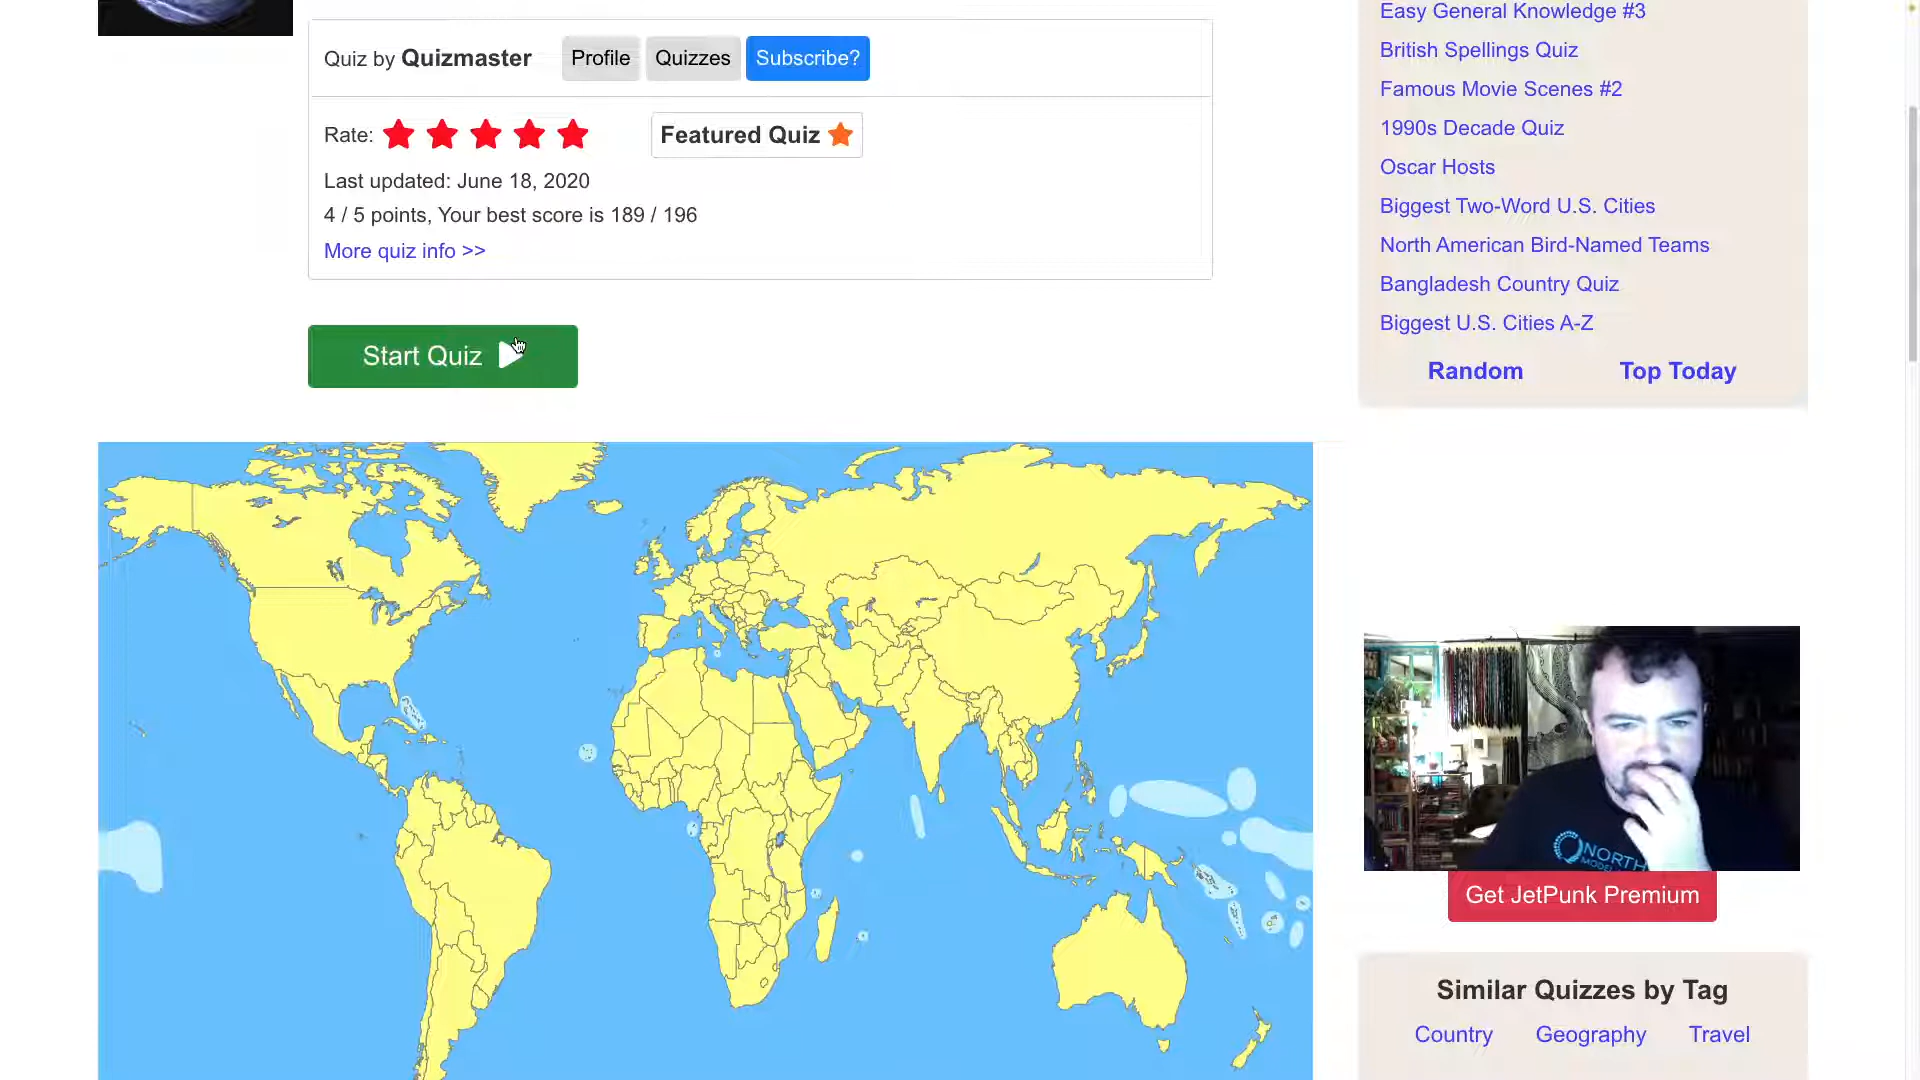 Quiz by Quizmaster
Profile
Quizzes
Subscribe?
Rate:
Featured Quiz
Last updated: June 18, 2020
4 / 5 points, Your best score is 189 / 196
More quiz info >>
Start Quiz
Easy General Knowledge #3
British Spellings Quiz
Famous Movie Scenes #2
1990s Decade Quiz
Oscar Hosts
Biggest Two-Word U.S. Cities
North American Bird-Named Teams
Bangladesh Country Quiz
Biggest U.S. Cities A-Z
Random
Top Today
NORTH
Get JetPunk Premium
Similar Quizzes by Tag
Country
Geography
Travel